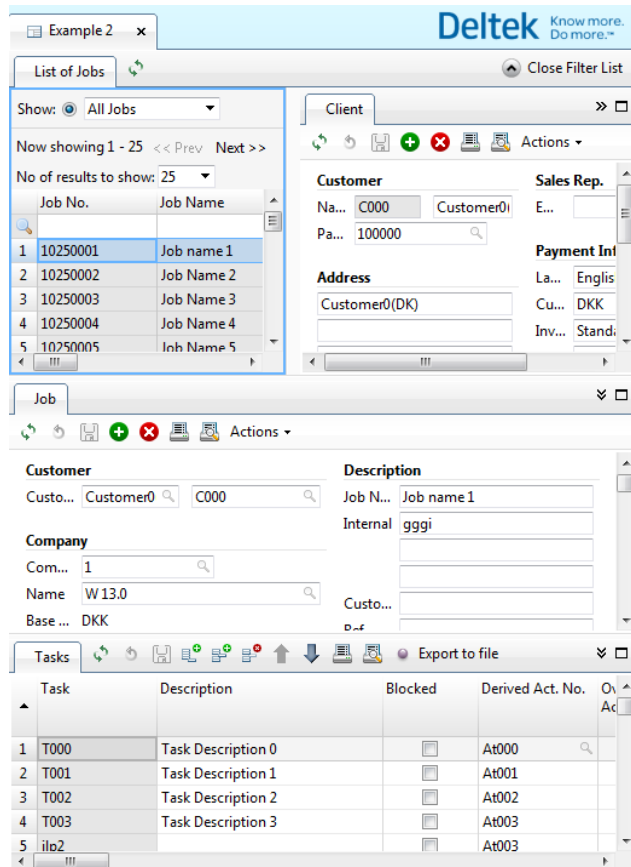 Example 2 x
Deltek Know more.
Do more.™
List of Jobs
Close Filter List
Show: All Jobs
Now showing 1 - 25 << Prev Next >>
No of results to show: 25
Job No. Job Name
1 10250001 Job name 1
2 10250002 Job Name 2
3 10250003 Job Name 3
4 10250004 Job Name 4
5 10250005 Job Name 5
Client
Actions
Customer Sales Rep.
Na... C000 Customer0( E...
Pa... 100000
Payment Inf
Address La... Englis
Customer0(DK) Cu... DKK
Inv... Standa
Job
Actions
Customer Description
Custo... Customer0 C000 Job N... Job name 1
Internal gggi
Company
Com... 1
Name W 13.0
Custo...
Base ... DKK
Ref
Tasks Export to file
Task Description Blocked Derived Act. No. Ov
Ac
1 T000 Task Description 0 At000
2 T001 Task Description 1 At001
3 T002 Task Description 2 At002
4 T003 Task Description 3 At003
5 ilp2 At003